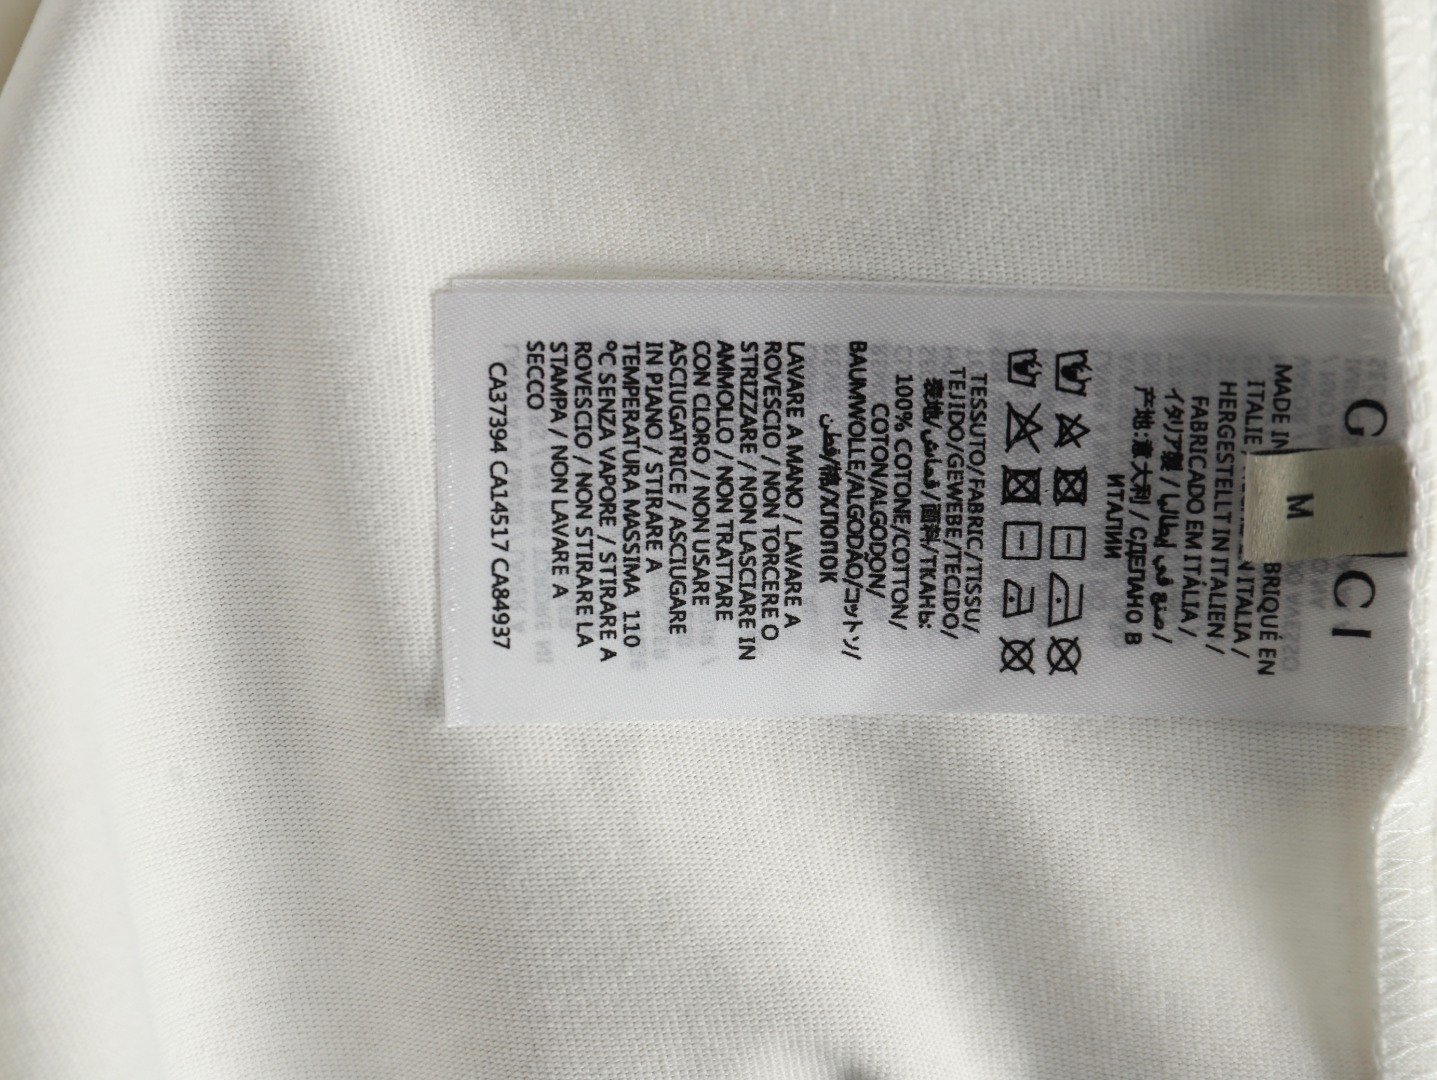 G CI
M
MADE IN
BRIQUÉ EN
ITALIE /
ITALIA /
HERGESTELLT IN ITALIEN /
FABRICADO EM ITÁLIA /
イタリア製 / صنع في إيطاليا /
产地:意大利 / СДЕЛАНО В
ИТАЛИИ
TESSUTO/FABRIC/TISSU/
TEJIDO/GEWEBE/TECIDO/
表地/قماش/面料/ТКАНЬ:
100% COTONE/COTTON/
COTON/ALGODÓN/
BAUMWOLLE/ALGODÃO/コットン/
قطن/棉/ХЛОПОК
LAVARE A MANO / LAVARE A
ROVESCIO / NON TORCERE O
STRIZZARE / NON LASCIARE IN
AMMOLLO / NON TRATTARE
CON CLORO / NON USARE
ASCIUGATRICE / ASCIUGARE
IN PIANO / STIRARE A
TEMPERATURA MASSIMA 110
°C SENZA VAPORE / STIRARE A
ROVESCIO / NON STIRARE LA
STAMPA / NON LAVARE A
SECCO
CA37394 CA14517 CA84937